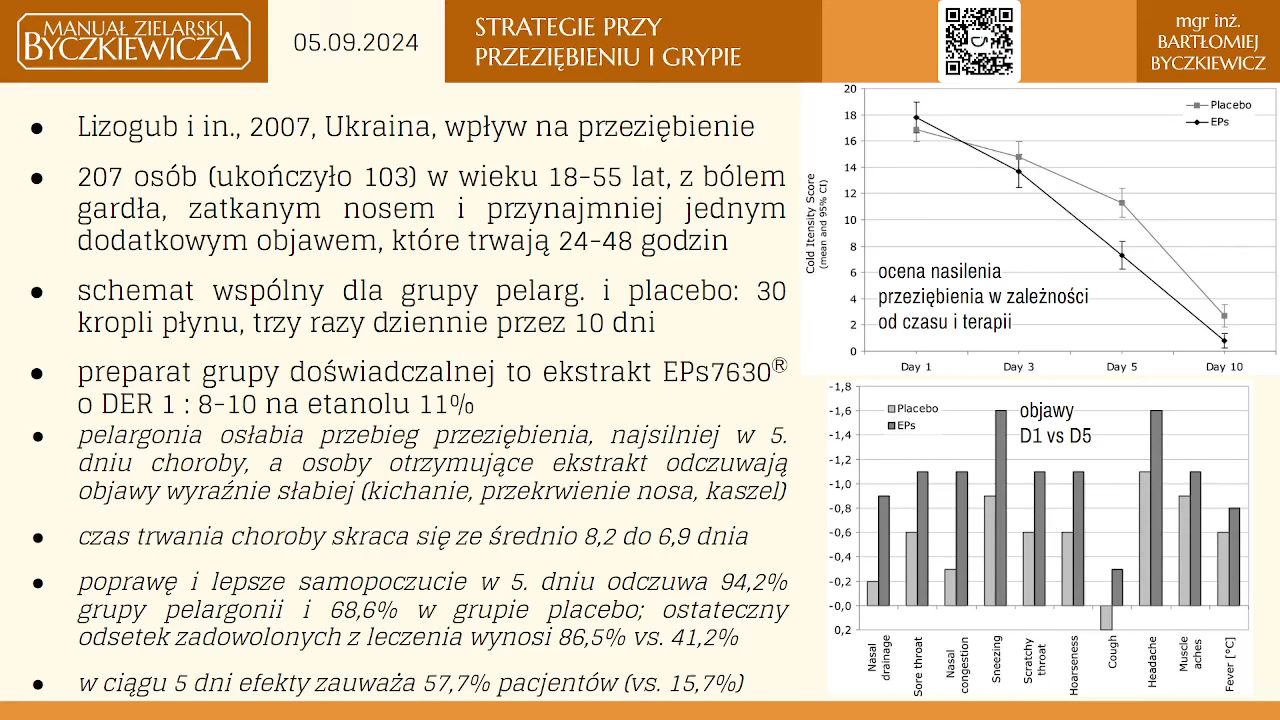 MANUAŁ ZIELARSKI
BYCZKIEWICZA
05.09.2024
STRATEGIE PRZY
PRZEZIĘBIENIU I GRYPIE
mgr inż.
BARTŁOMIEJ
BYCZKIEWICZ
● Lizogub i in., 2007, Ukraina, wpływ na przeziębienie
● 207 osób (ukończyło 103) w wieku 18-55 lat, z bólem
gardła, zatkanym nosem i przynajmniej jednym
dodatkowym objawem, które trwają 24-48 godzin
● schemat wspólny dla grupy pelarg. i placebo: 30
kropli płynu, trzy razy dziennie przez 10 dni
● preparat grupy doświadczalnej to ekstrakt EPs7630®
o DER 1 : 8-10 na etanolu 11%
● pelargonia osłabia przebieg przeziębienia, najsilniej w 5.
dniu choroby, a osoby otrzymujące ekstrakt odczuwają
objawy wyraźnie słabiej (kichanie, przekrwienie nosa, kaszel)
● czas trwania choroby skraca się ze średnio 8,2 do 6,9 dnia
● poprawę i lepsze samopoczucie w 5. dniu odczuwa 94,2%
grupy pelargonii i 68,6% w grupie placebo; ostateczny
odsetek zadowolonych z leczenia wynosi 86,5% vs. 41,2%
● w ciągu 5 dni efekty zauważa 57,7% pacjentów (vs. 15,7%)
Cold Itensity Score
(mean and 95% CI)
20
18
16
14
12
10
8
6
4
2
0
Placebo
EPs
ocena nasilenia
przeziębienia w zależności
od czasu i terapii
Day 1 Day 3 Day 5 Day 10
-1,8
-1,6
-1,4
-1,2
-1,0
-0,8
-0,6
-0,4
-0,2
-0,0
0,2
Placebo
EPs
objawy
D1 vs D5
Nasal
drainage
Sore throat
Nasal
congestion
Sneezing
Scratchy
throat
Hoarseness
Cough
Headache
Muscle
aches
Fever [°C]